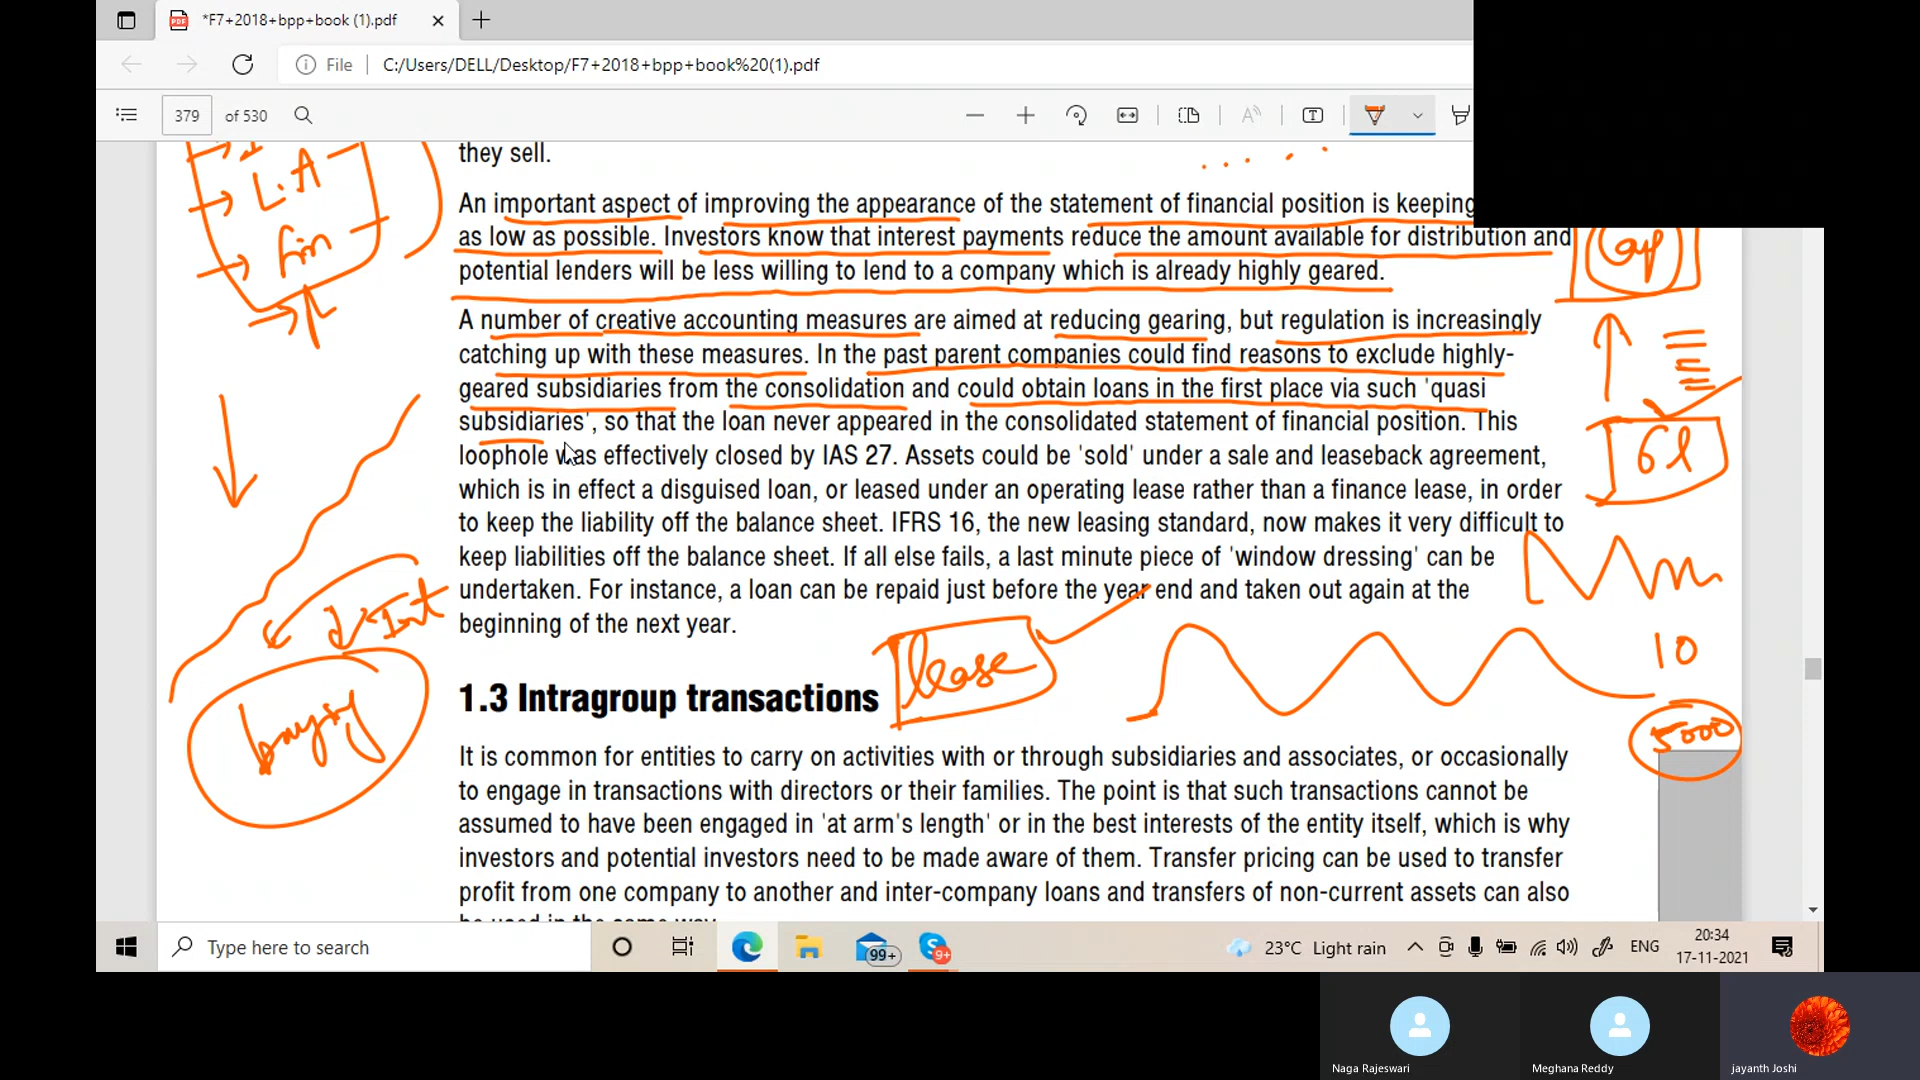 *F7+2018+bpp+book (1).pdf
File C:/Users/DELL/Desktop/F7+2018+bpp+book%20(1).pdf
379 of 530
they sell.
An important aspect of improving the appearance of the statement of financial position is keeping
as low as possible. Investors know that interest payments reduce the amount available for distribution and
potential lenders will be less willing to lend to a company which is already highly geared.
A number of creative accounting measures are aimed at reducing gearing, but regulation is increasingly
catching up with these measures. In the past parent companies could find reasons to exclude highly-
geared subsidiaries from the consolidation and could obtain loans in the first place via such 'quasi
subsidiaries', so that the loan never appeared in the consolidated statement of financial position. This
loophole was effectively closed by IAS 27. Assets could be 'sold' under a sale and leaseback agreement,
which is in effect a disguised loan, or leased under an operating lease rather than a finance lease, in order
to keep the liability off the balance sheet. IFRS 16, the new leasing standard, now makes it very difficult to
keep liabilities off the balance sheet. If all else fails, a last minute piece of 'window dressing' can be
undertaken. For instance, a loan can be repaid just before the year end and taken out again at the
beginning of the next year.
1.3 Intragroup transactions
It is common for entities to carry on activities with or through subsidiaries and associates, or occasionally
to engage in transactions with directors or their families. The point is that such transactions cannot be
assumed to have been engaged in 'at arm's length' or in the best interests of the entity itself, which is why
investors and potential investors need to be made aware of them. Transfer pricing can be used to transfer
profit from one company to another and inter-company loans and transfers of non-current assets can also
be used in the same way.
L.A
fin
Int
lease
Cap
6l
10
5000
Type here to search
99+
9+
23°C Light rain
ENG
20:34
17-11-2021
Naga Rajeswari
Meghana Reddy
jayanth Joshi